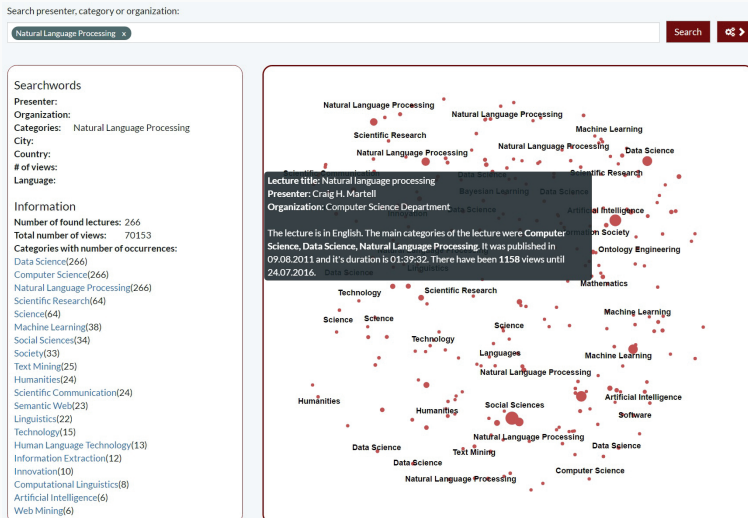 Search presenter, category or organization:
Natural Language Processing x
Search
Searchwords
Presenter:
Organization:
Categories: Natural Language Processing
City:
Country:
# of views:
Language:
Information
Number of found lectures: 266
Total number of views: 70153
Categories with number of occurrences:
Data Science(266)
Computer Science(266)
Natural Language Processing(266)
Scientific Research(64)
Science(64)
Machine Learning(38)
Social Sciences(34)
Society(33)
Text Mining(25)
Humanities(24)
Scientific Communication(24)
Semantic Web(23)
Linguistics(22)
Technology(15)
Human Language Technology(13)
Information Extraction(12)
Innovation(10)
Computational Linguistics(8)
Artificial Intelligence(6)
Web Mining(6)
Natural Language Processing
Natural Language Processing
Machine Learning
Scientific Research
Natural Language Processing
Data Science
Natural Language Processing
Scientific Communication
Data Science
Scientific Research
Lecture title: Natural language processing
Presenter: Craig H. Martell
Organization: Computer Science Department
The lecture is in English. The main categories of the lecture were Computer
Science, Data Science, Natural Language Processing. It was published in
09.08.2011 and it's duration is 01:39:32. There have been 1158 views until
24.07.2016.
Bayesian Learning
Data Science
Data Science
Innovation
Artificial Intelligence
Society
Ontology Engineering
Data Science
Linguistics
Mathematics
Technology
Scientific Research
Science
Science
Science
Machine Learning
Technology
Languages
Machine Learning
Natural Language Processing
Humanities
Humanities
Social Sciences
Artificial Intelligence
Software
Natural Language Processing
Data Science
Text Mining
Data Science
Data Science
Natural Language Processing
Computer Science